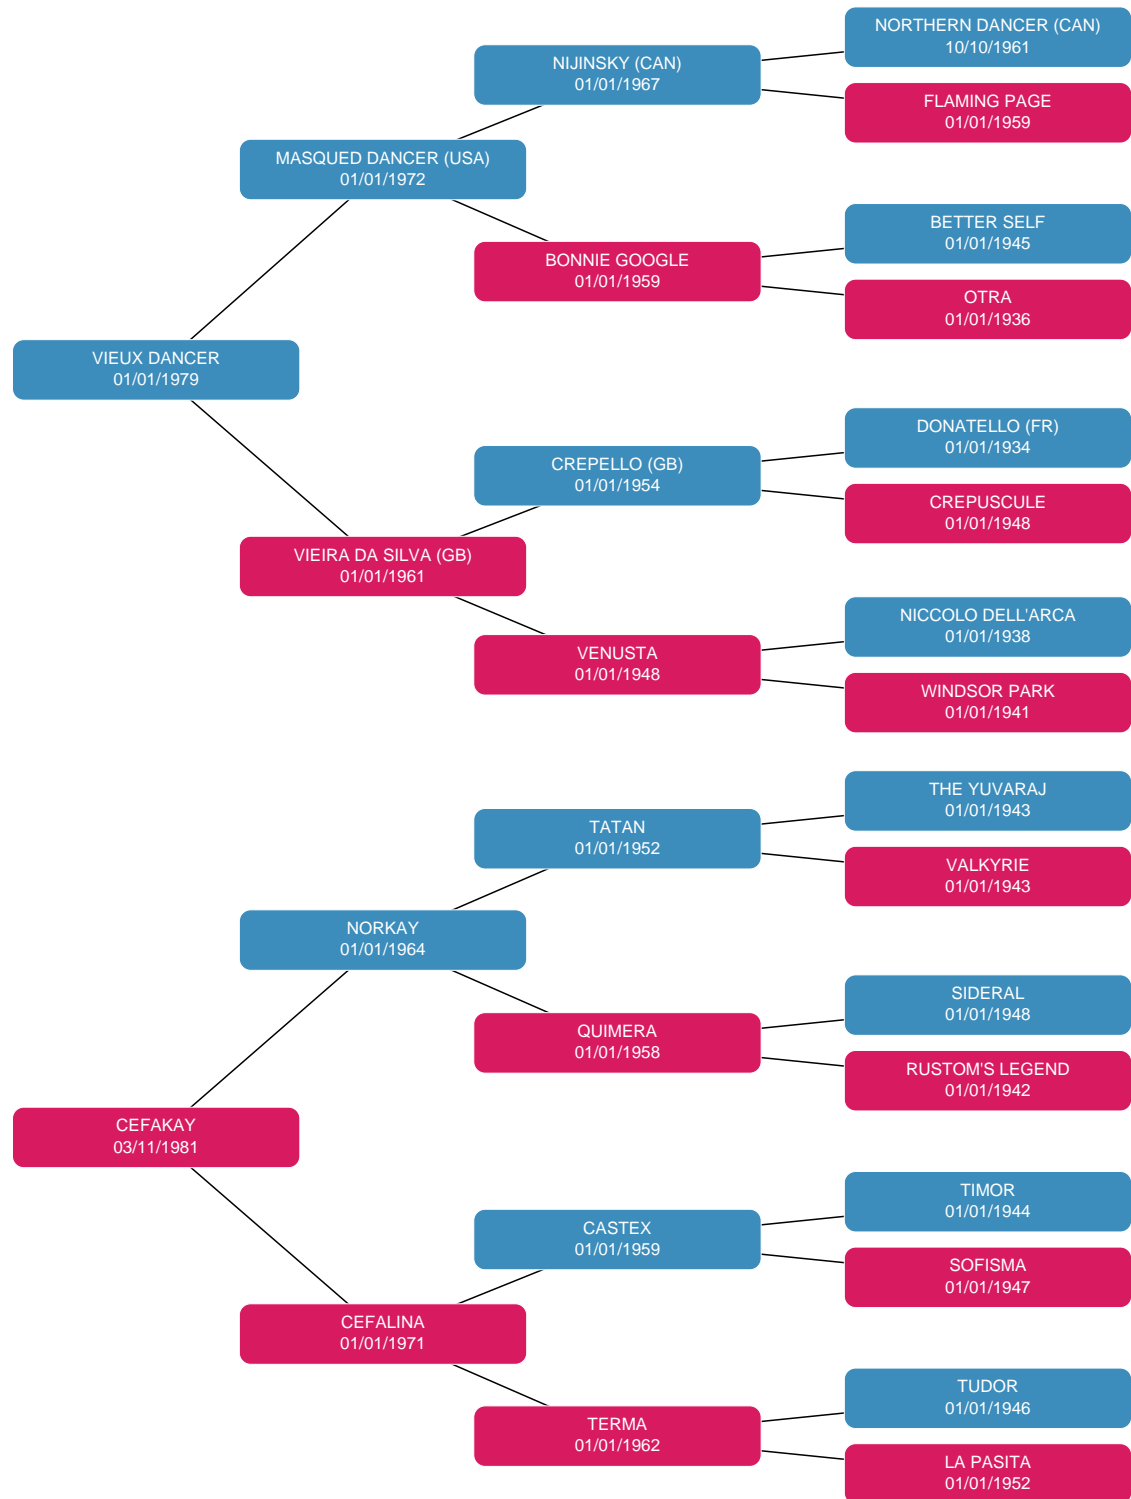 NORTHERN DANCER (CAN)
10/10/1961
NIJINSKY (CAN)
01/01/1967
FLAMING PAGE
01/01/1959
MASQUED DANCER (USA)
01/01/1972
BETTER SELF
01/01/1945
BONNIE GOOGLE
01/01/1959
OTRA
01/01/1936
VIEUX DANCER
01/01/1979
DONATELLO (FR)
01/01/1934
CREPELLO (GB)
01/01/1954
CREPUSCULE
01/01/1948
VIEIRA DA SILVA (GB)
01/01/1961
NICCOLO DELL'ARCA
01/01/1938
VENUSTA
01/01/1948
WINDSOR PARK
01/01/1941
THE YUVARAJ
01/01/1943
TATAN
01/01/1952
VALKYRIE
01/01/1943
NORKAY
01/01/1964
SIDERAL
01/01/1948
QUIMERA
01/01/1958
RUSTOM'S LEGEND
01/01/1942
CEFAKAY
03/11/1981
TIMOR
01/01/1944
CASTEX
01/01/1959
SOFISMA
01/01/1947
CEFALINA
01/01/1971
TUDOR
01/01/1946
TERMA
01/01/1962
LA PASITA
01/01/1952